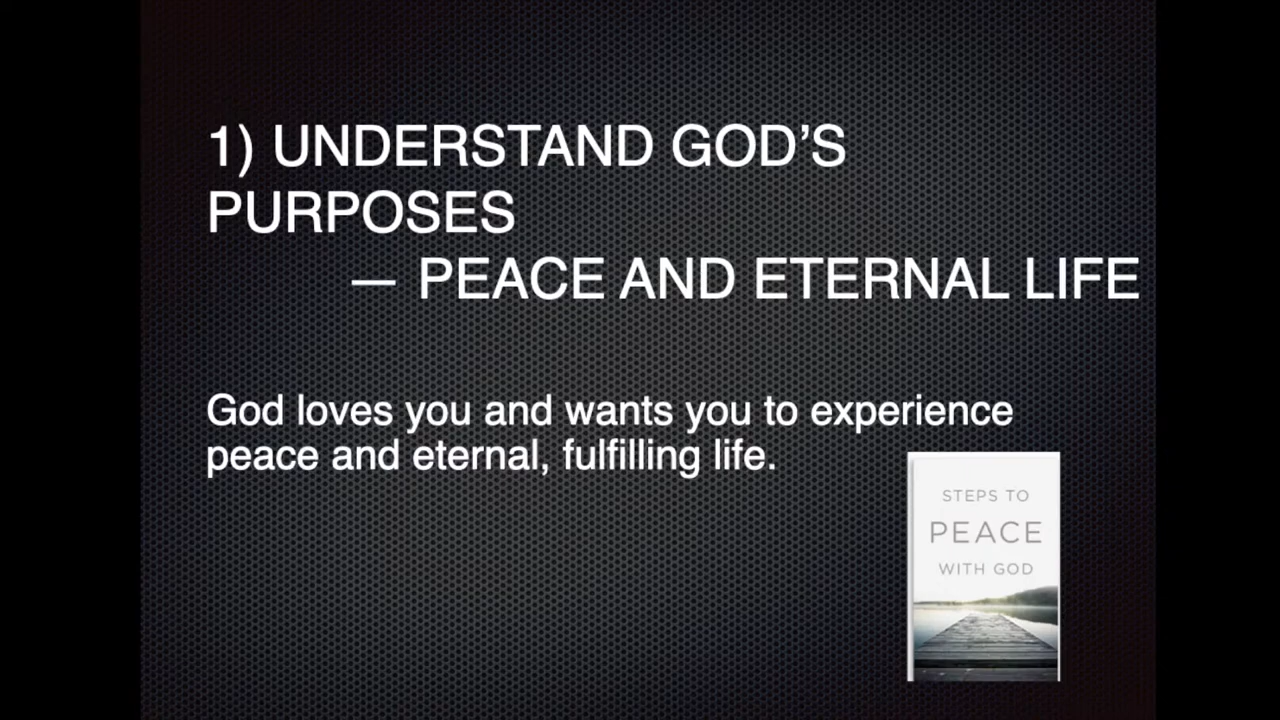 1) UNDERSTAND GOD’S
PURPOSES
— PEACE AND ETERNAL LIFE
God loves you and wants you to experience
peace and eternal, fulfilling life.
STEPS TO
PEACE
WITH GOD